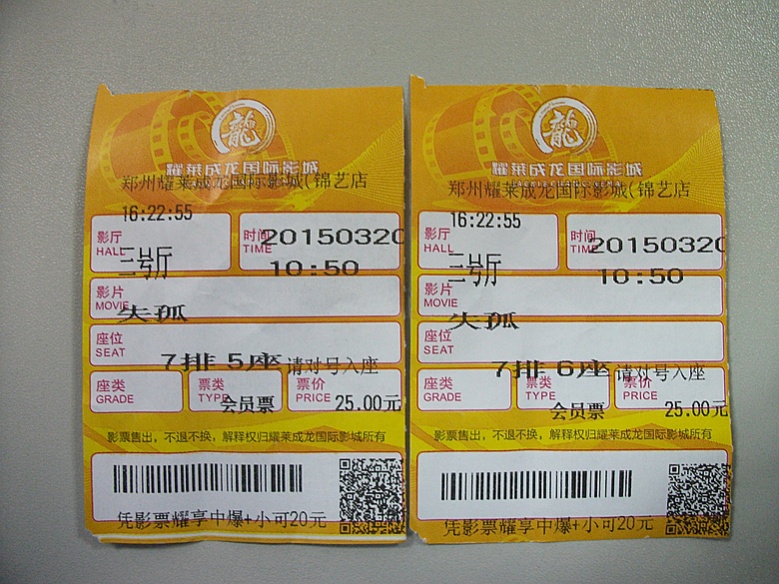 龍
耀莱成龙国际影城
郑州耀莱成龙国际影城(锦艺店
16:22:55
影厅
HALL
三号厅
时间
TIME
20150320
10:50
影片
MOVIE
失孤
座位
SEAT
7排 5座 请对号入座
座类
GRADE
票类
TYPE
会员票
票价
PRICE
25.00元
影票售出，不退不换，解释权归耀莱成龙国际影城所有
凭影票耀享中爆+小可20元
龍
耀莱成龙国际影城
郑州耀莱成龙国际影城(锦艺店
16:22:55
影厅
HALL
三号厅
时间
TIME
20150320
10:50
影片
MOVIE
失孤
座位
SEAT
7排 6座 请对号入座
座类
GRADE
票类
TYPE
会员票
票价
PRICE
25.00元
影票售出，不退不换，解释权归耀莱成龙国际影城所有
凭影票耀享中爆+小可20元